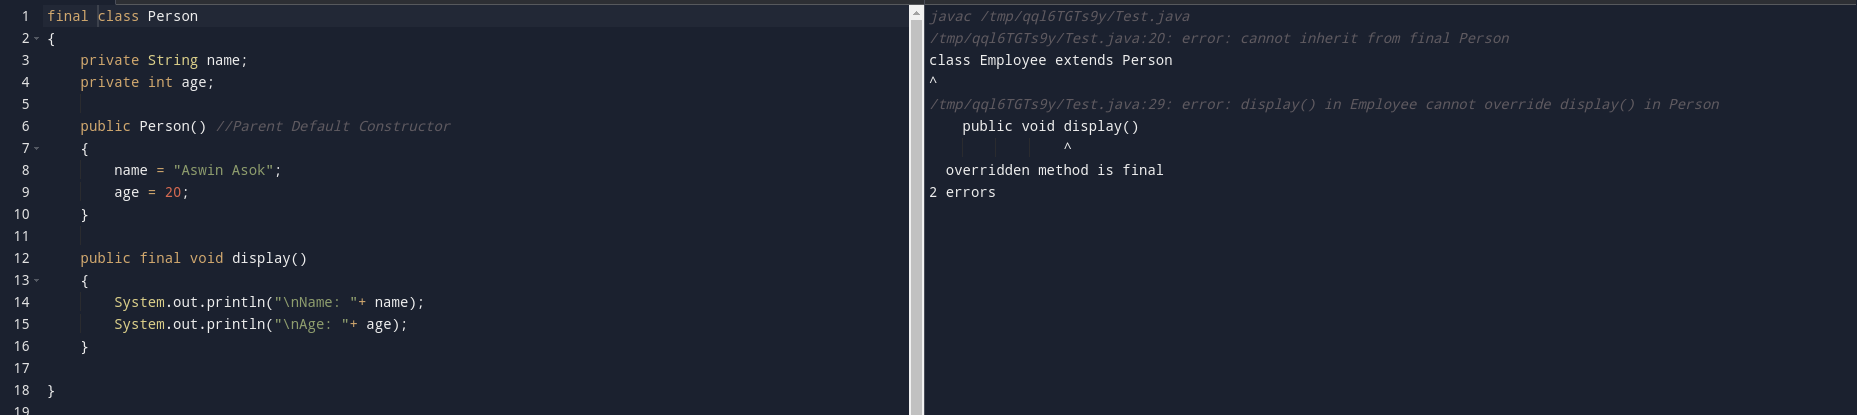 1 final class Person
2 {
3 private String name;
4 private int age;
5
6 public Person() //Parent Default Constructor
7 {
8 name = "Aswin Asok";
9 age = 20;
10 }
11
12 public final void display()
13 {
14 System.out.println("\nName: "+ name);
15 System.out.println("\nAge: "+ age);
16 }
17
18 }
19
javac /tmp/qql6TGTs9y/Test.java
/tmp/qql6TGTs9y/Test.java:20: error: cannot inherit from final Person
class Employee extends Person
^
/tmp/qql6TGTs9y/Test.java:29: error: display() in Employee cannot override display() in Person
public void display()
^
overridden method is final
2 errors